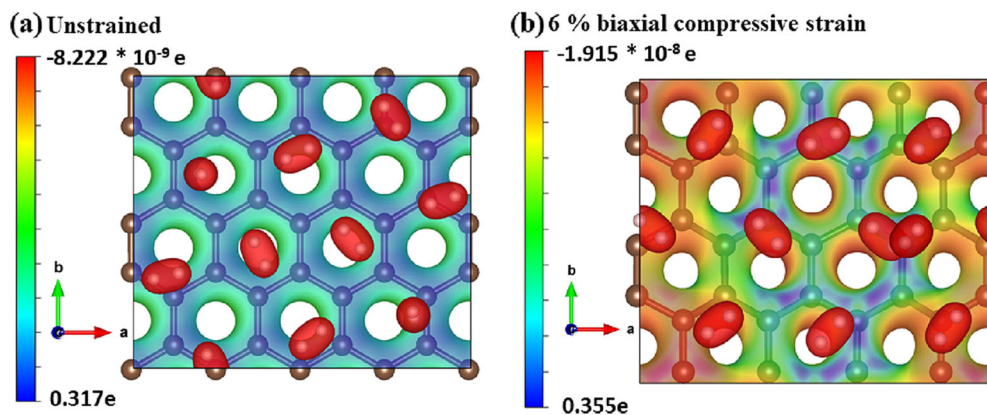 (a) Unstrained
-8.222 * 10-9 e
b
a
0.317e
(b) 6 % biaxial compressive strain
-1.915 * 10-8 e
b
a
0.355e